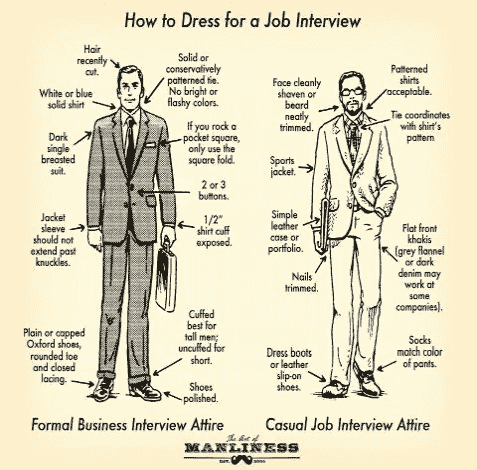 How to Dress for a Job Interview
Hair
recently
cut.
Solid or
conservatively
patterned tie.
No bright or
flashy colors.
White or blue
solid shirt
Dark
single
breasted
suit.
If you rock a
pocket square,
only use the
square fold.
2 or 3
buttons.
Jacket
sleeve
should not
extend past
knuckles.
1/2"
shirt cuff
exposed.
Plain or capped
Oxford shoes,
rounded toe
and closed
lacing.
Cuffed
best for
tall men;
uncuffed for
short.
Shoes
polished.
Formal Business Interview Attire
Face cleanly
shaven or
beard
neatly
trimmed.
Patterned
shirts
acceptable.
Tie coordinates
with shirt's
pattern
Sports
jacket.
Simple
leather
case or
portfolio.
Nails
trimmed.
Flat front
khakis
(grey flannel
or dark
denim may
work at
some
companies).
Dress boots
or leather
slip-on
shoes.
Socks
match color
of pants.
Casual Job Interview Attire
The Art of
MANLINESS
EST. 2008